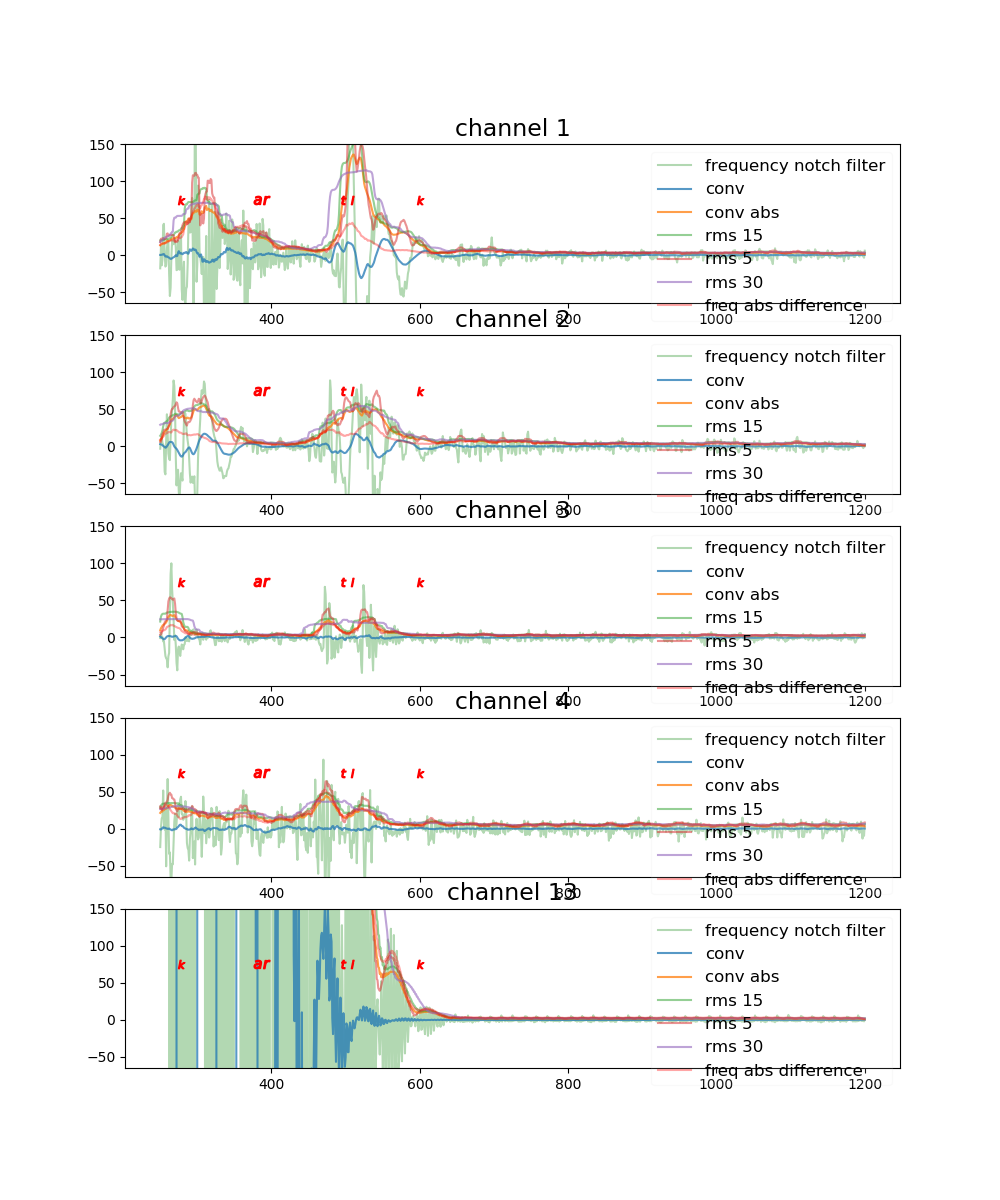 channel 1
150
100
50
0
−50
k ar t l k
frequency notch filter
conv
conv abs
rms 15
rms 5
rms 30
freq abs difference
400 600 800 1000 1200
channel 2
150
100
50
0
−50
k ar t l k
frequency notch filter
conv
conv abs
rms 15
rms 5
rms 30
freq abs difference
400 600 800 1000 1200
channel 3
150
100
50
0
−50
k ar t l k
frequency notch filter
conv
conv abs
rms 15
rms 5
rms 30
freq abs difference
400 600 800 1000 1200
channel 4
150
100
50
0
−50
k ar t l k
frequency notch filter
conv
conv abs
rms 15
rms 5
rms 30
freq abs difference
400 600 800 1000 1200
channel 13
150
100
50
0
−50
k ar t l k
frequency notch filter
conv
conv abs
rms 15
rms 5
rms 30
freq abs difference
400 600 800 1000 1200